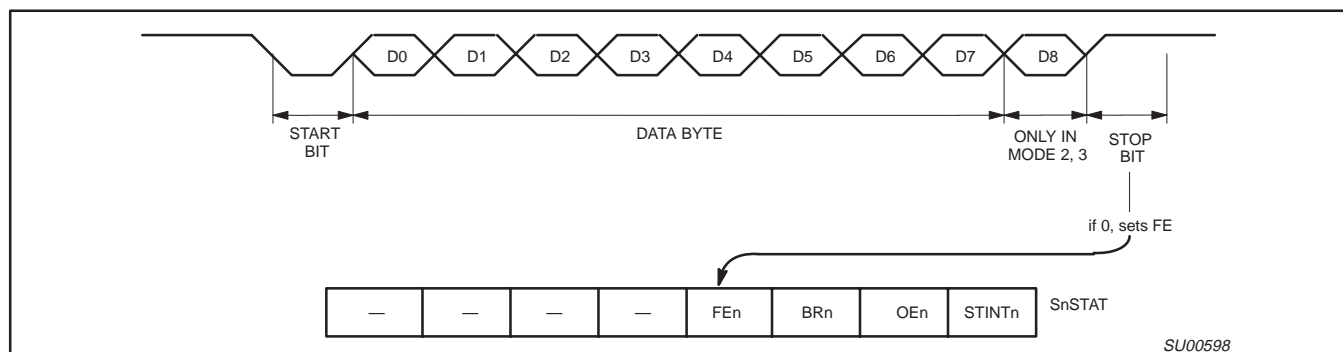 D0 D1 D2 D3 D4 D5 D6 D7 D8
START
BIT
DATA BYTE
ONLY IN
MODE 2, 3
STOP
BIT
if 0, sets FE
— — — — FEn BRn OEn STINTn SnSTAT
SU00598